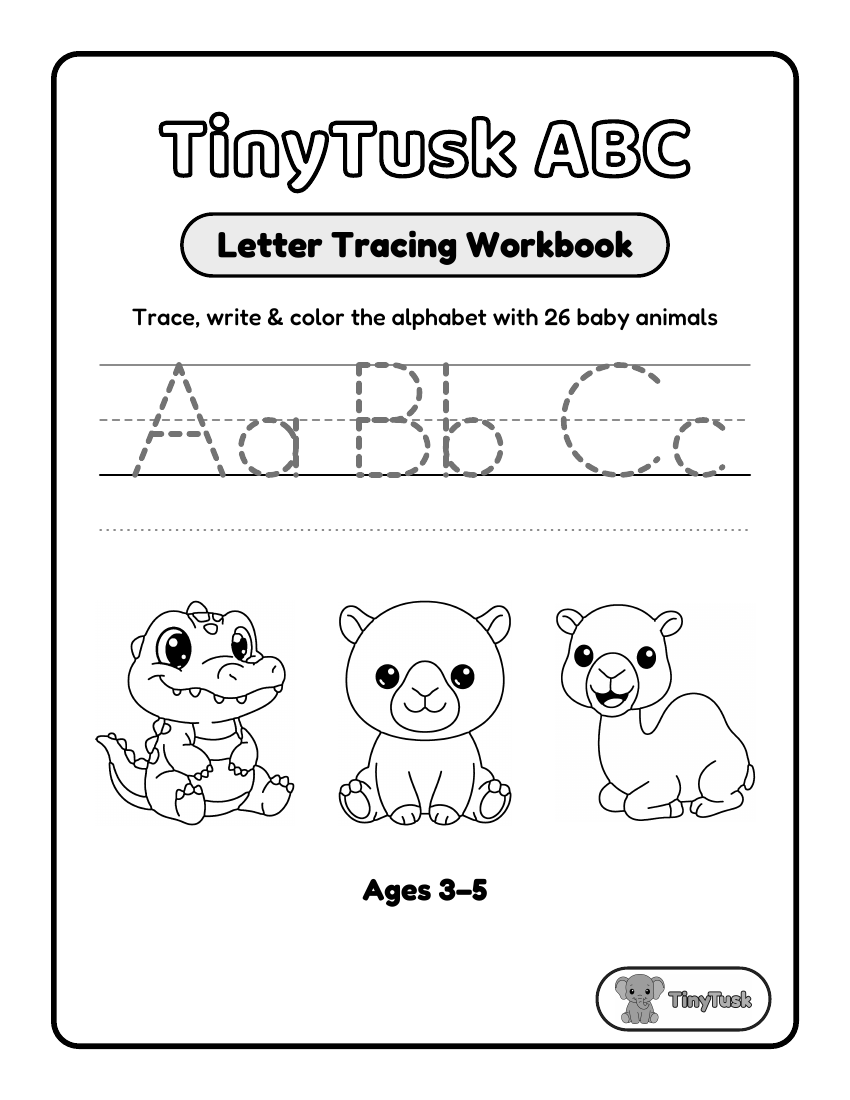 TinyTusk ABC
Letter Tracing Workbook
Trace, write & color the alphabet with 26 baby animals
Aa Bb Cc
Ages 3–5
TinyTusk